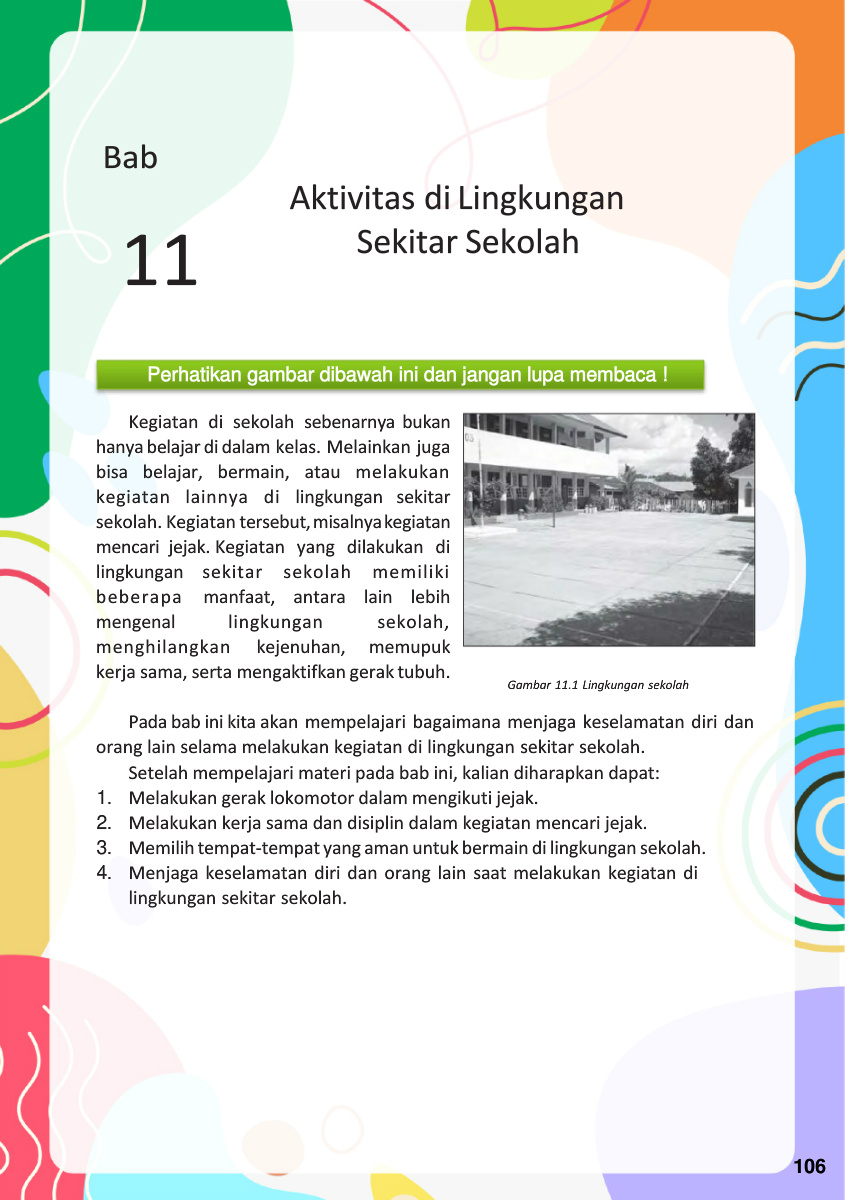 Bab
11
Aktivitas di Lingkungan
Sekitar Sekolah
Perhatikan gambar dibawah ini dan jangan lupa membaca !
Kegiatan di sekolah sebenarnya bukan
hanya belajar di dalam kelas. Melainkan juga
bisa belajar, bermain, atau melakukan
kegiatan lainnya di lingkungan sekitar
sekolah. Kegiatan tersebut, misalnya kegiatan
mencari jejak. Kegiatan yang dilakukan di
lingkungan sekitar sekolah memiliki
beberapa manfaat, antara lain lebih
mengenal lingkungan sekolah,
menghilangkan kejenuhan, memupuk
kerja sama, serta mengaktifkan gerak tubuh.
Gambar 11.1 Lingkungan sekolah
Pada bab ini kita akan mempelajari bagaimana menjaga keselamatan diri dan
orang lain selama melakukan kegiatan di lingkungan sekitar sekolah.
Setelah mempelajari materi pada bab ini, kalian diharapkan dapat:
1. Melakukan gerak lokomotor dalam mengikuti jejak.
2. Melakukan kerja sama dan disiplin dalam kegiatan mencari jejak.
3. Memilih tempat-tempat yang aman untuk bermain di lingkungan sekolah.
4. Menjaga keselamatan diri dan orang lain saat melakukan kegiatan di
lingkungan sekitar sekolah.
106